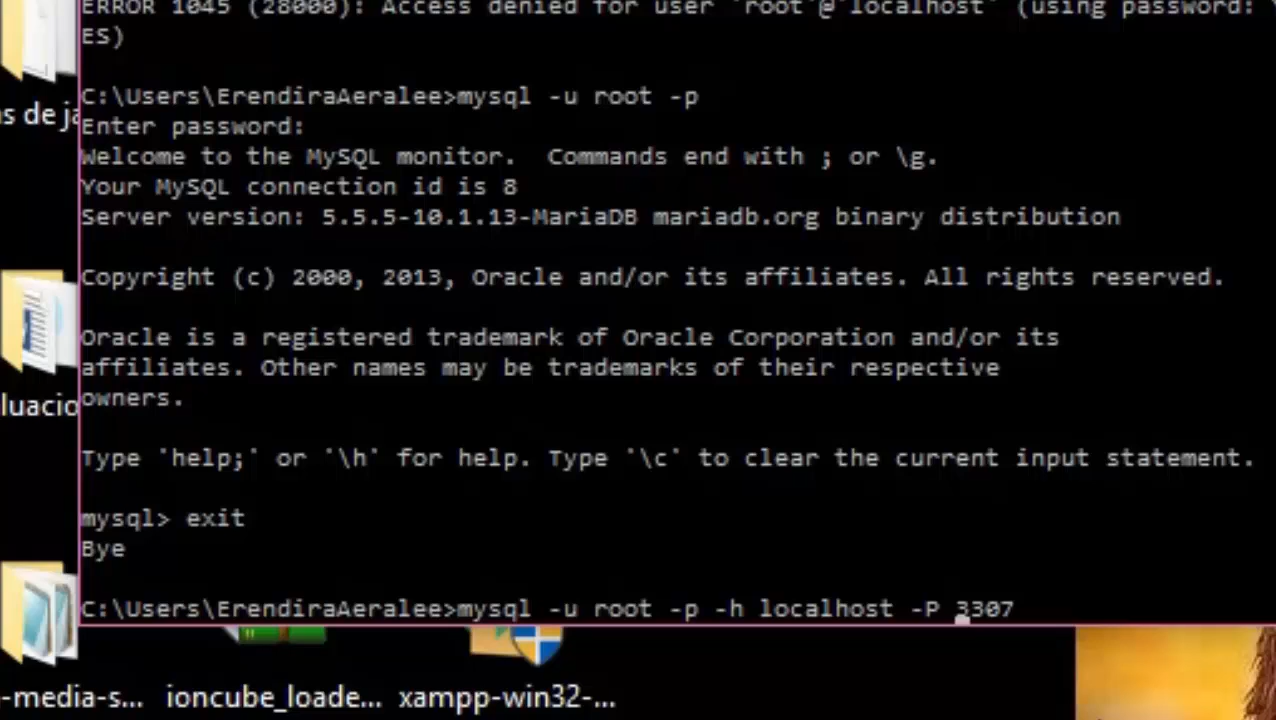 ERROR 1045 (28000): Access denied for user 'root'@'localhost' (using password:
ES)
C:\Users\ErendiraAeralee>mysql -u root -p
Enter password:
Welcome to the MySQL monitor.  Commands end with ; or \g.
Your MySQL connection id is 8
Server version: 5.5.5-10.1.13-MariaDB mariadb.org binary distribution
Copyright (c) 2000, 2013, Oracle and/or its affiliates. All rights reserved.
Oracle is a registered trademark of Oracle Corporation and/or its
affiliates. Other names may be trademarks of their respective
owners.
Type 'help;' or '\h' for help. Type '\c' to clear the current input statement.
mysql> exit
Bye
C:\Users\ErendiraAeralee>mysql -u root -p -h localhost -P 3307
as de ja
luacio
-media-s... ioncube_loade... xampp-win32-...